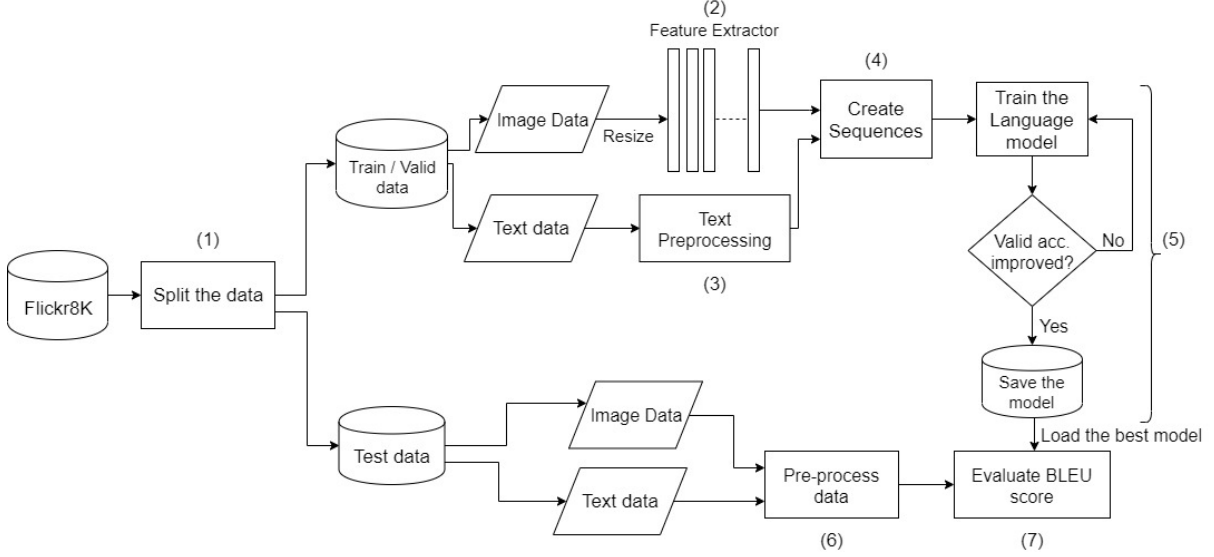 (2)
Feature Extractor
(4)
Image Data
Resize
Create
Sequences
Train the
Language
model
Train / Valid
data
Text data
Text
Preprocessing
(3)
Valid acc.
improved?
No
(5)
(1)
Flickr8K
Split the data
Yes
Save the
model
Load the best model
Image Data
Test data
Text data
Pre-process
data
(6)
Evaluate BLEU
score
(7)